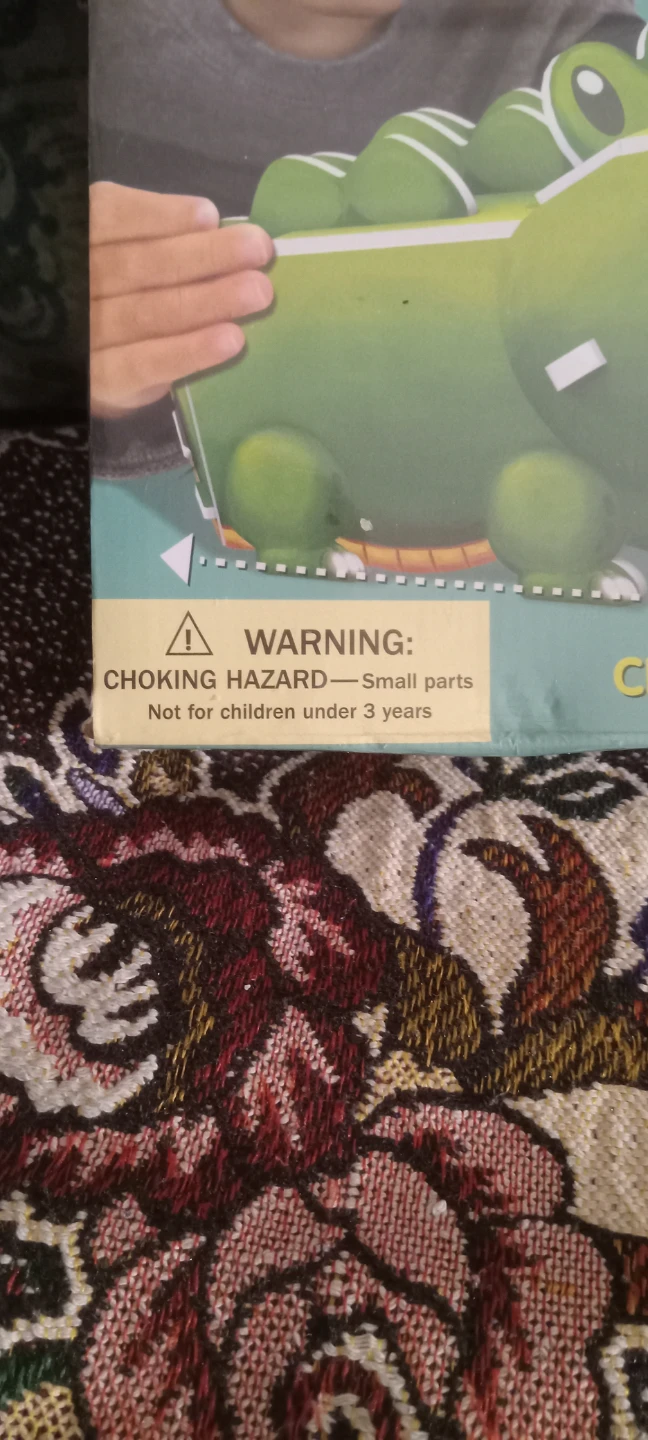 WARNING:
CHOKING HAZARD—Small parts
Not for children under 3 years